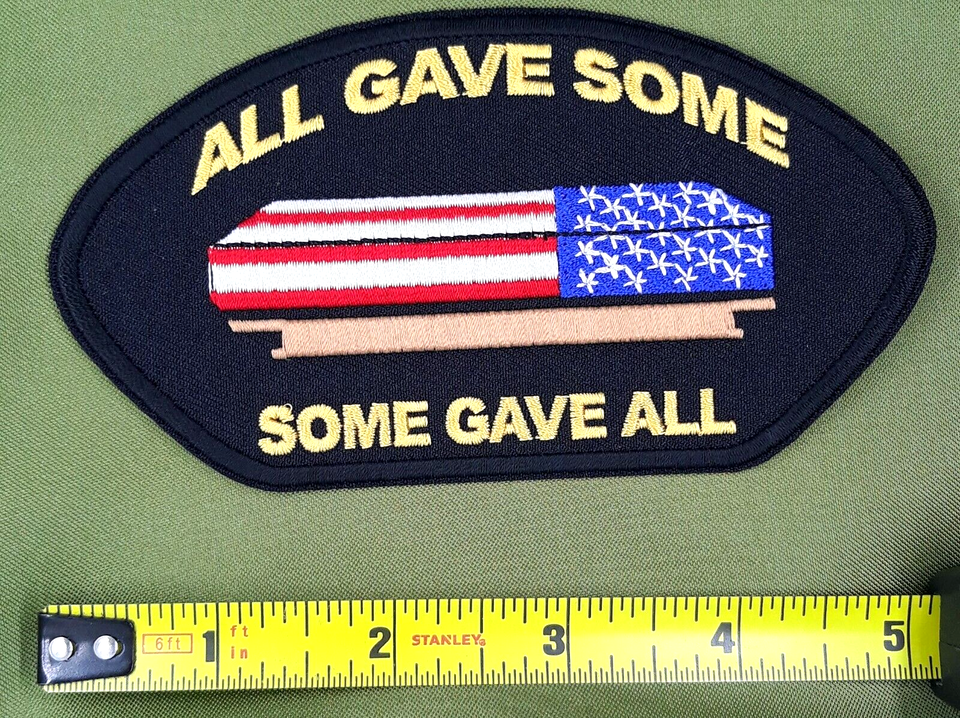 ALL GAVE SOME
SOME GAVE ALL
6ft 1 ft 2 STANLEY® 3 4 5
in